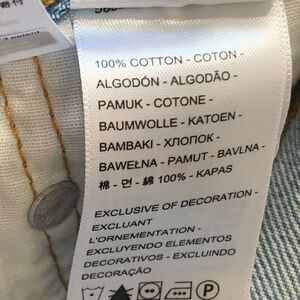 100% COTTON - COTON -
ALGODÓN - ALGODÃO -
PAMUK - COTONE -
BAUMWOLLE - KATOEN -
BAMBAKI - ХЛОПОК -
BAWEŁNA - PAMUT - BAVLNA -
棉 - 면 - 綿 100% - KAPAS
EXCLUSIVE OF DECORATION -
EXCLUANT
L'ORNEMENTATION -
EXCLUYENDO ELEMENTOS
DECORATIVOS - EXCLUINDO
DECORAÇÃO